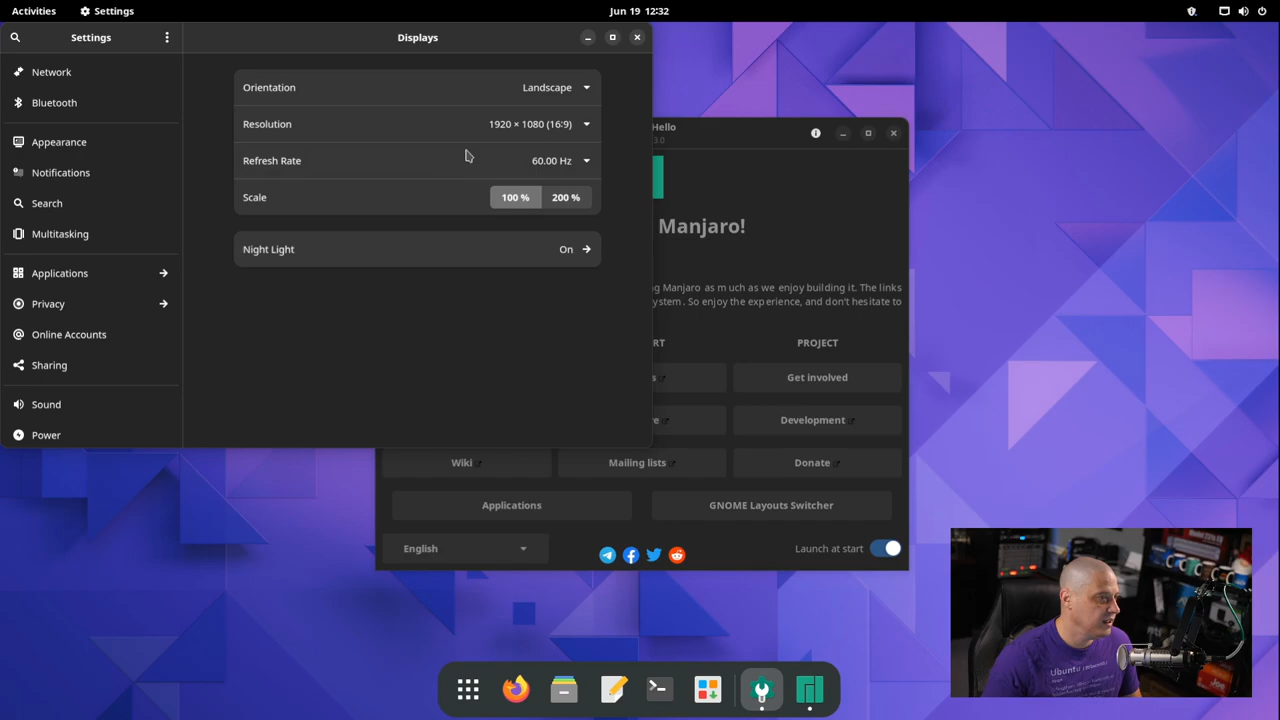 Activities
Settings
Jun 19 12:32
Settings
Displays
Network
Bluetooth
Appearance
Notifications
Search
Multitasking
Applications
Privacy
Online Accounts
Sharing
Sound
Power
Orientation
Landscape
Resolution
1920 × 1080 (16:9)
Refresh Rate
60.00 Hz
Scale
100 %
200 %
Night Light
On
Hello
3.0
Manjaro!
g Manjaro as much as we enjoy building it. The links
ystem. So enjoy the experience, and don't hesitate to
RT
PROJECT
s
Get involved
ve
Development
Wiki
Mailing lists
Donate
Applications
GNOME Layouts Switcher
English
Launch at start